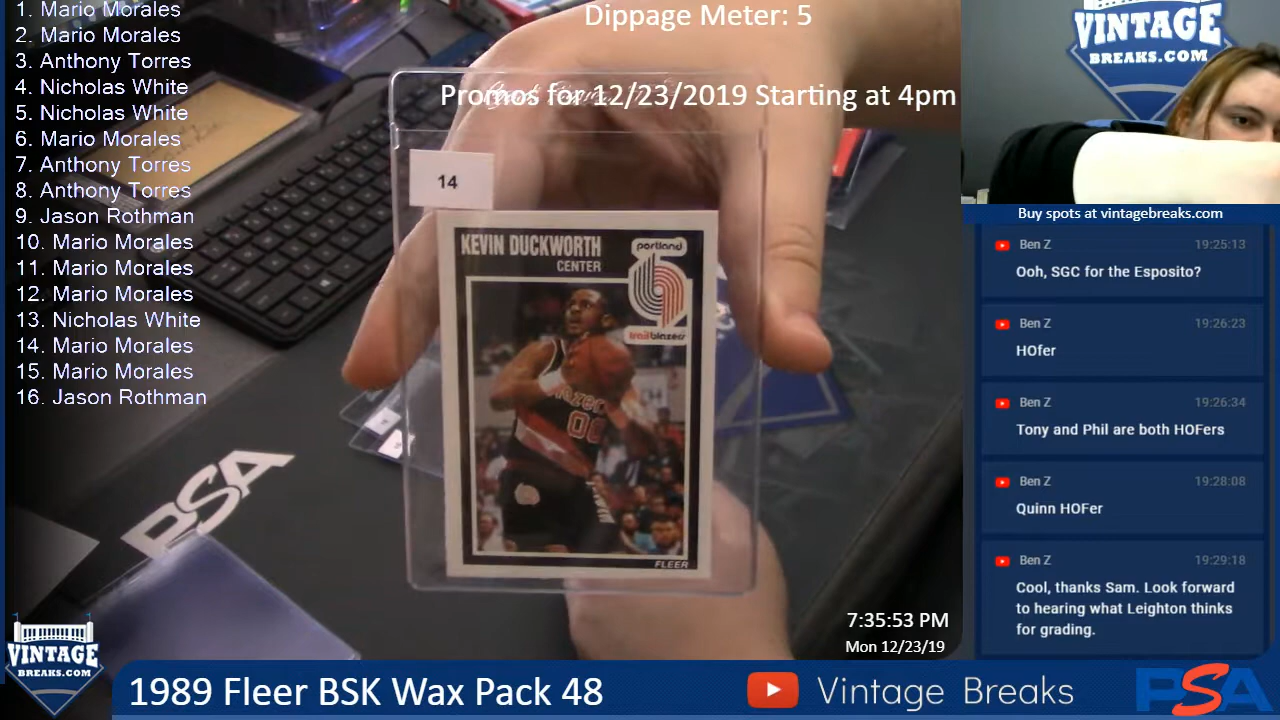 1. Mario Morales
2. Mario Morales
3. Anthony Torres
4. Nicholas White
5. Nicholas White
6. Mario Morales
7. Anthony Torres
8. Anthony Torres
9. Jason Rothman
10. Mario Morales
11. Mario Morales
12. Mario Morales
13. Nicholas White
14. Mario Morales
15. Mario Morales
16. Jason Rothman
Dippage Meter: 5
Promos for 12/23/2019 Starting at 4pm
14
KEVIN DUCKWORTH
CENTER
portland
trail blazers
00
FLEER
PSA
VINTAGE
BREAKS.COM
Buy spots at vintagebreaks.com
Ben Z 19:25:13
Ooh, SGC for the Esposito?
Ben Z 19:26:23
HOfer
Ben Z 19:26:34
Tony and Phil are both HOFers
Ben Z 19:28:08
Quinn HOFer
Ben Z 19:29:18
Cool, thanks Sam. Look forward
to hearing what Leighton thinks
for grading.
7:35:53 PM
Mon 12/23/19
VINTAGE
BREAKS.COM
1989 Fleer BSK Wax Pack 48
Vintage Breaks
PSA